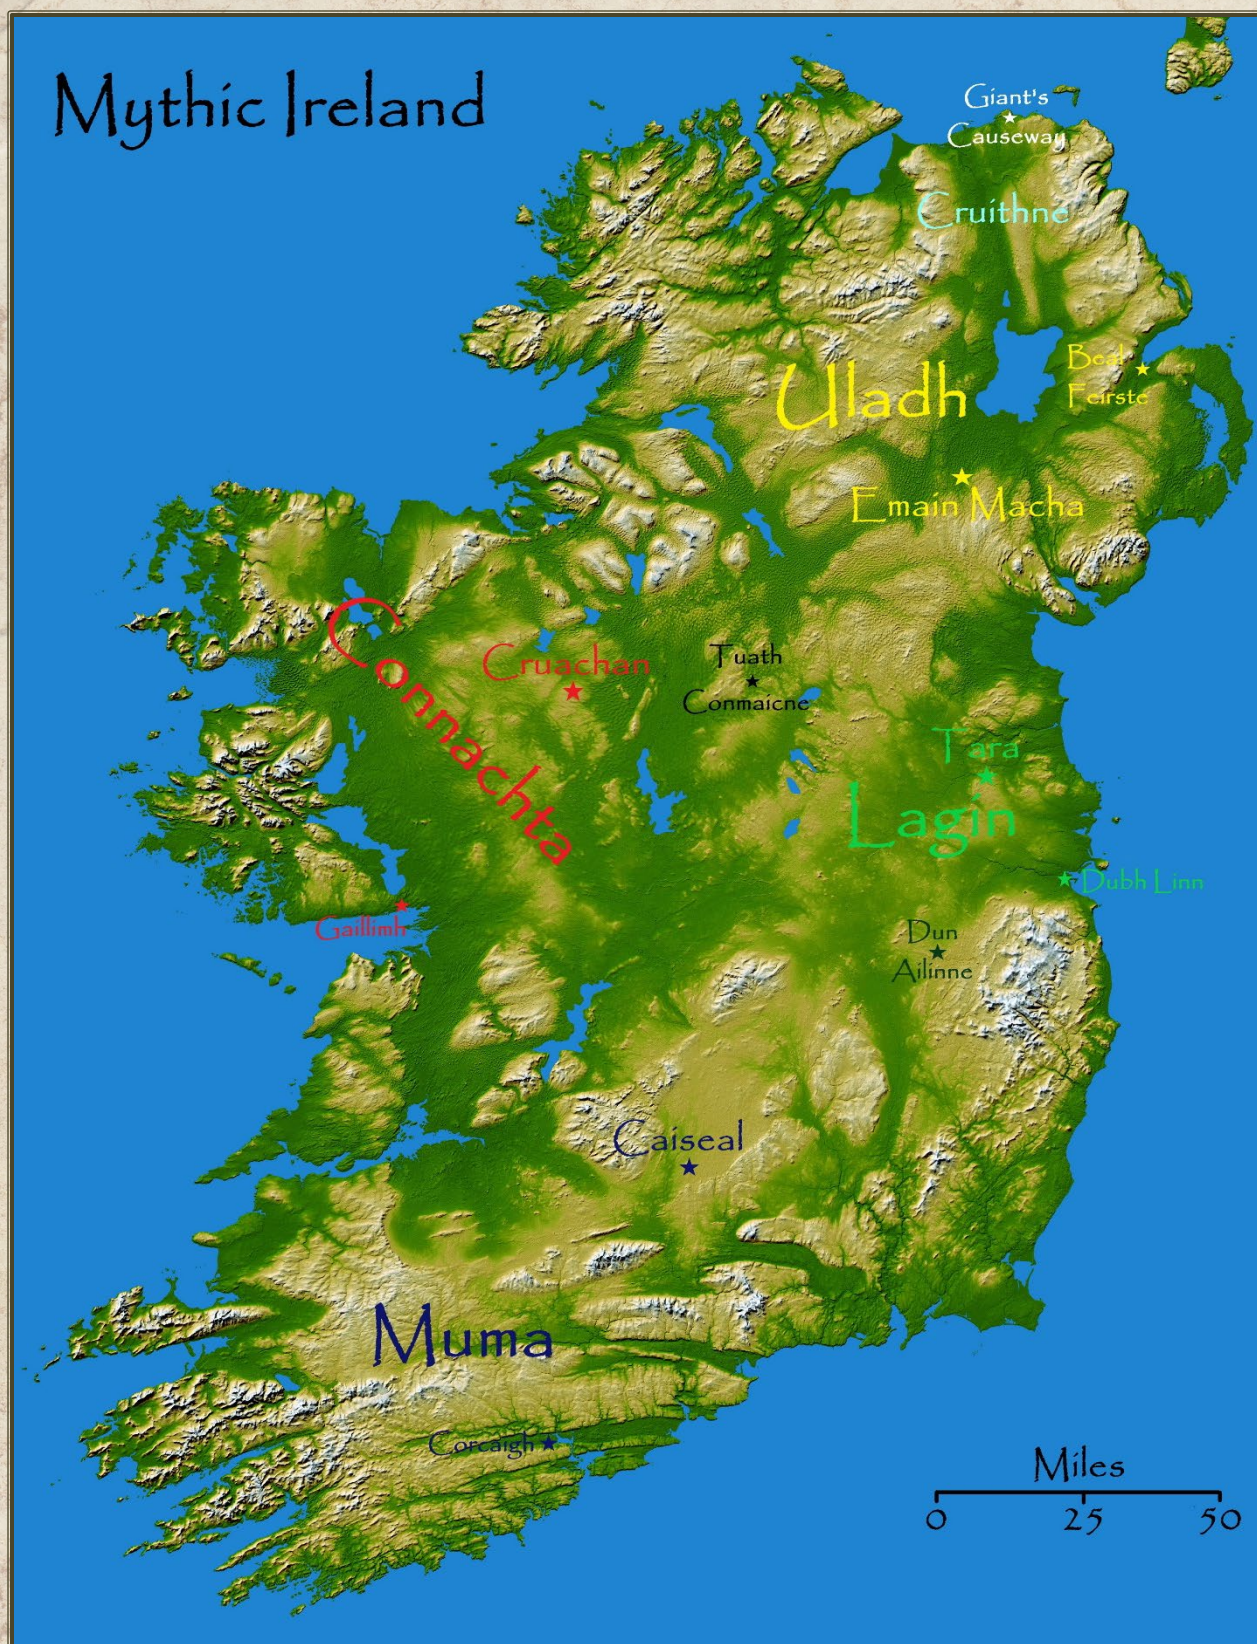 Mythic Ireland
Giant's
Causeway
Cruithne
Beal
Feirste
Uladh
Emain Macha
Connachta
Cruachan
Tuath
Conmaicne
Tara
Lagin
Dubh Linn
Gaillimh
Dun
Ailinne
Caiseal
Muma
Corcaigh
Miles
0 25 50